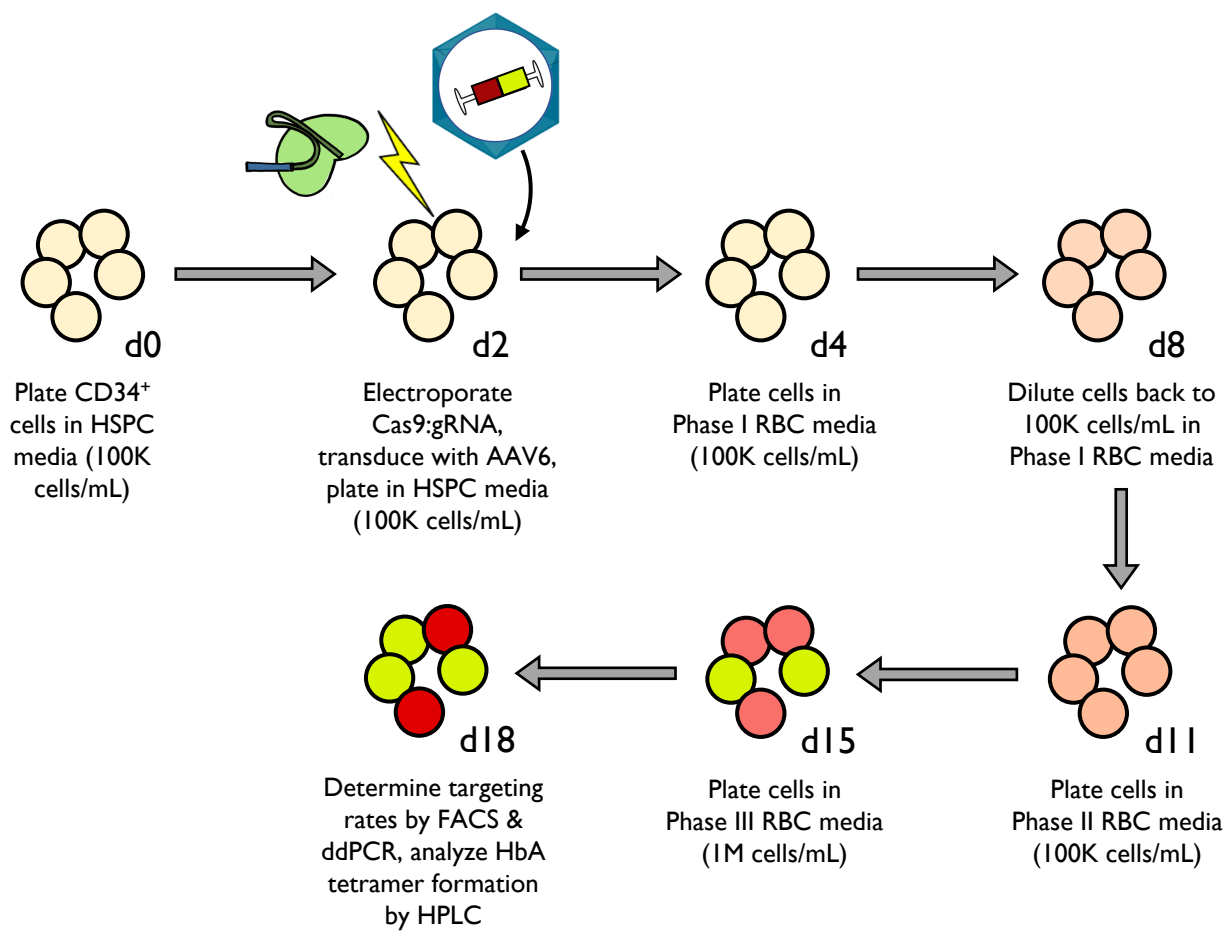 d0
Plate CD34⁺
cells in HSPC
media (100K
cells/mL)
d2
Electroporate
Cas9:gRNA,
transduce with AAV6,
plate in HSPC media
(100K cells/mL)
d4
Plate cells in
Phase I RBC media
(100K cells/mL)
d8
Dilute cells back to
100K cells/mL in
Phase I RBC media
d11
Plate cells in
Phase II RBC media
(100K cells/mL)
d15
Plate cells in
Phase III RBC media
(1M cells/mL)
d18
Determine targeting
rates by FACS &
ddPCR, analyze HbA
tetramer formation
by HPLC